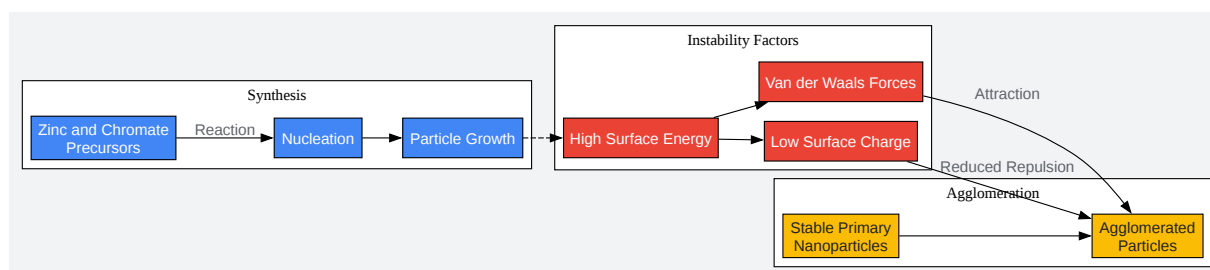 Instability Factors
Van der Waals Forces
Attraction
Synthesis
Zinc and Chromate
Precursors
Reaction
Nucleation
Particle Growth
High Surface Energy
Low Surface Charge
Reduced Repulsion
Agglomeration
Stable Primary
Nanoparticles
Agglomerated
Particles